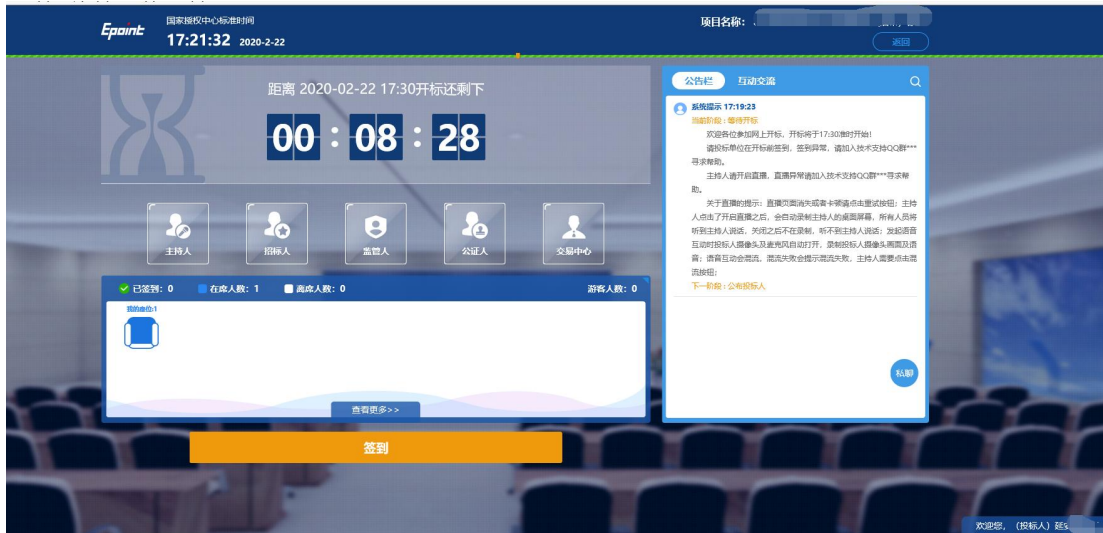 Epoint
国家授权中心标准时间
17:21:32 2020-2-22
项目名称：
返回
距离 2020-02-22 17:30开标还剩下
00 : 08 : 28
主持人
招标人
监管人
公证人
交易中心
已签到: 0 在席人数: 1 离席人数: 0 游客人数: 0
我的座位:1
查看更多>>
签到
公告栏 互动交流
系统提示 17:19:23
当前阶段：等待开标
欢迎各位参加网上开标，开标将于17:30准时开始!
请投标单位在开标前签到，签到异常，请加入技术支持QQ群***
寻求帮助。
主持人请开启直播，直播异常请加入技术支持QQ群***寻求帮
助。
关于直播的提示：直播页面消失或者卡顿请点击重试按钮；主持
人点击了开启直播之后，会自动录制主持人的桌面屏幕，所有人员将
听到主持人说话，关闭之后不在录制，听不到主持人说话；发起语音
互动时投标人摄像头及麦克风自动打开，录制投标人摄像头画面及语
音；语音互动会混流，混流失败会提示混流失败，主持人需要点击混
流按钮；
下一阶段：公布投标人
私聊
欢迎您，（投标人）延